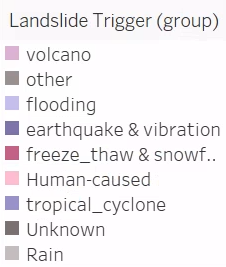 Landslide Trigger (group)
volcano
other
flooding
earthquake & vibration
freeze_thaw & snowf..
Human-caused
tropical_cyclone
Unknown
Rain